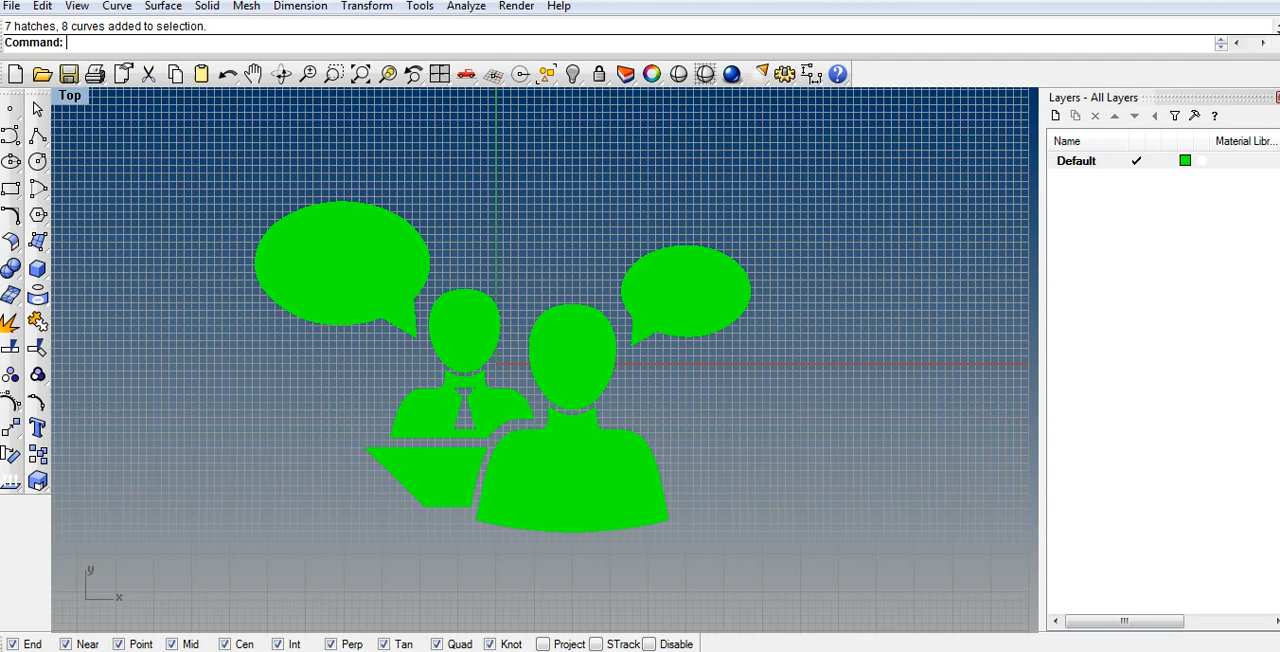 File Edit View Curve Surface Solid Mesh Dimension Transform Tools Analyze Render Help
7 hatches, 8 curves added to selection.
Command:
Top
Layers - All Layers
Name Material Libr...
Default
y
x
End Near Point Mid Cen Int Perp Tan Quad Knot Project STrack Disable